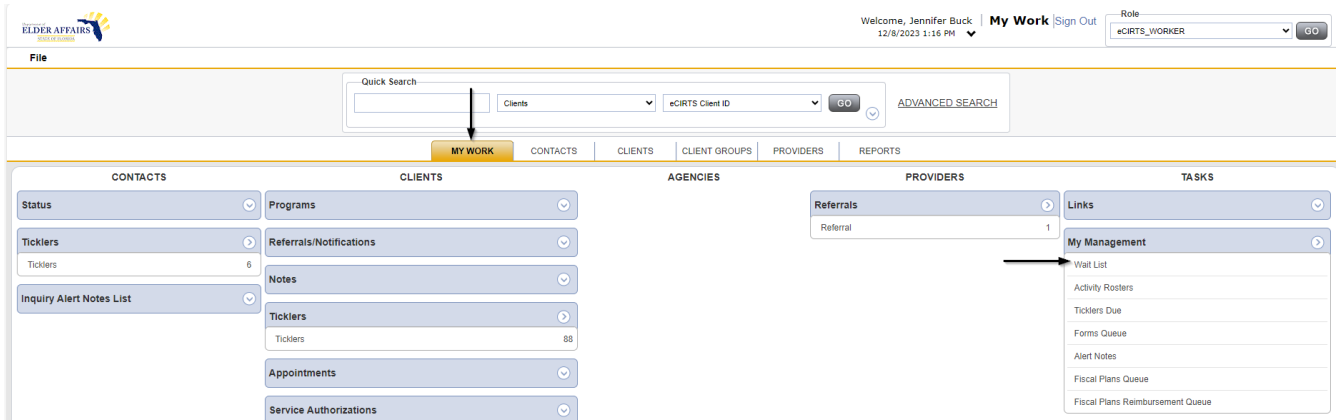 Department of
ELDER AFFAIRS
STATE OF FLORIDA
Welcome, Jennifer Buck
My Work
Sign Out
12/8/2023 1:16 PM
Role
eCIRTS_WORKER
GO
File
Quick Search
Clients
eCIRTS Client ID
GO
ADVANCED SEARCH
MY WORK
CONTACTS
CLIENTS
CLIENT GROUPS
PROVIDERS
REPORTS
CONTACTS
Status
Ticklers
Ticklers 6
Inquiry Alert Notes List
CLIENTS
Programs
Referrals/Notifications
Notes
Ticklers
Ticklers 88
Appointments
Service Authorizations
AGENCIES
PROVIDERS
Referrals
Referral 1
TASKS
Links
My Management
Wait List
Activity Rosters
Ticklers Due
Forms Queue
Alert Notes
Fiscal Plans Queue
Fiscal Plans Reimbursement Queue